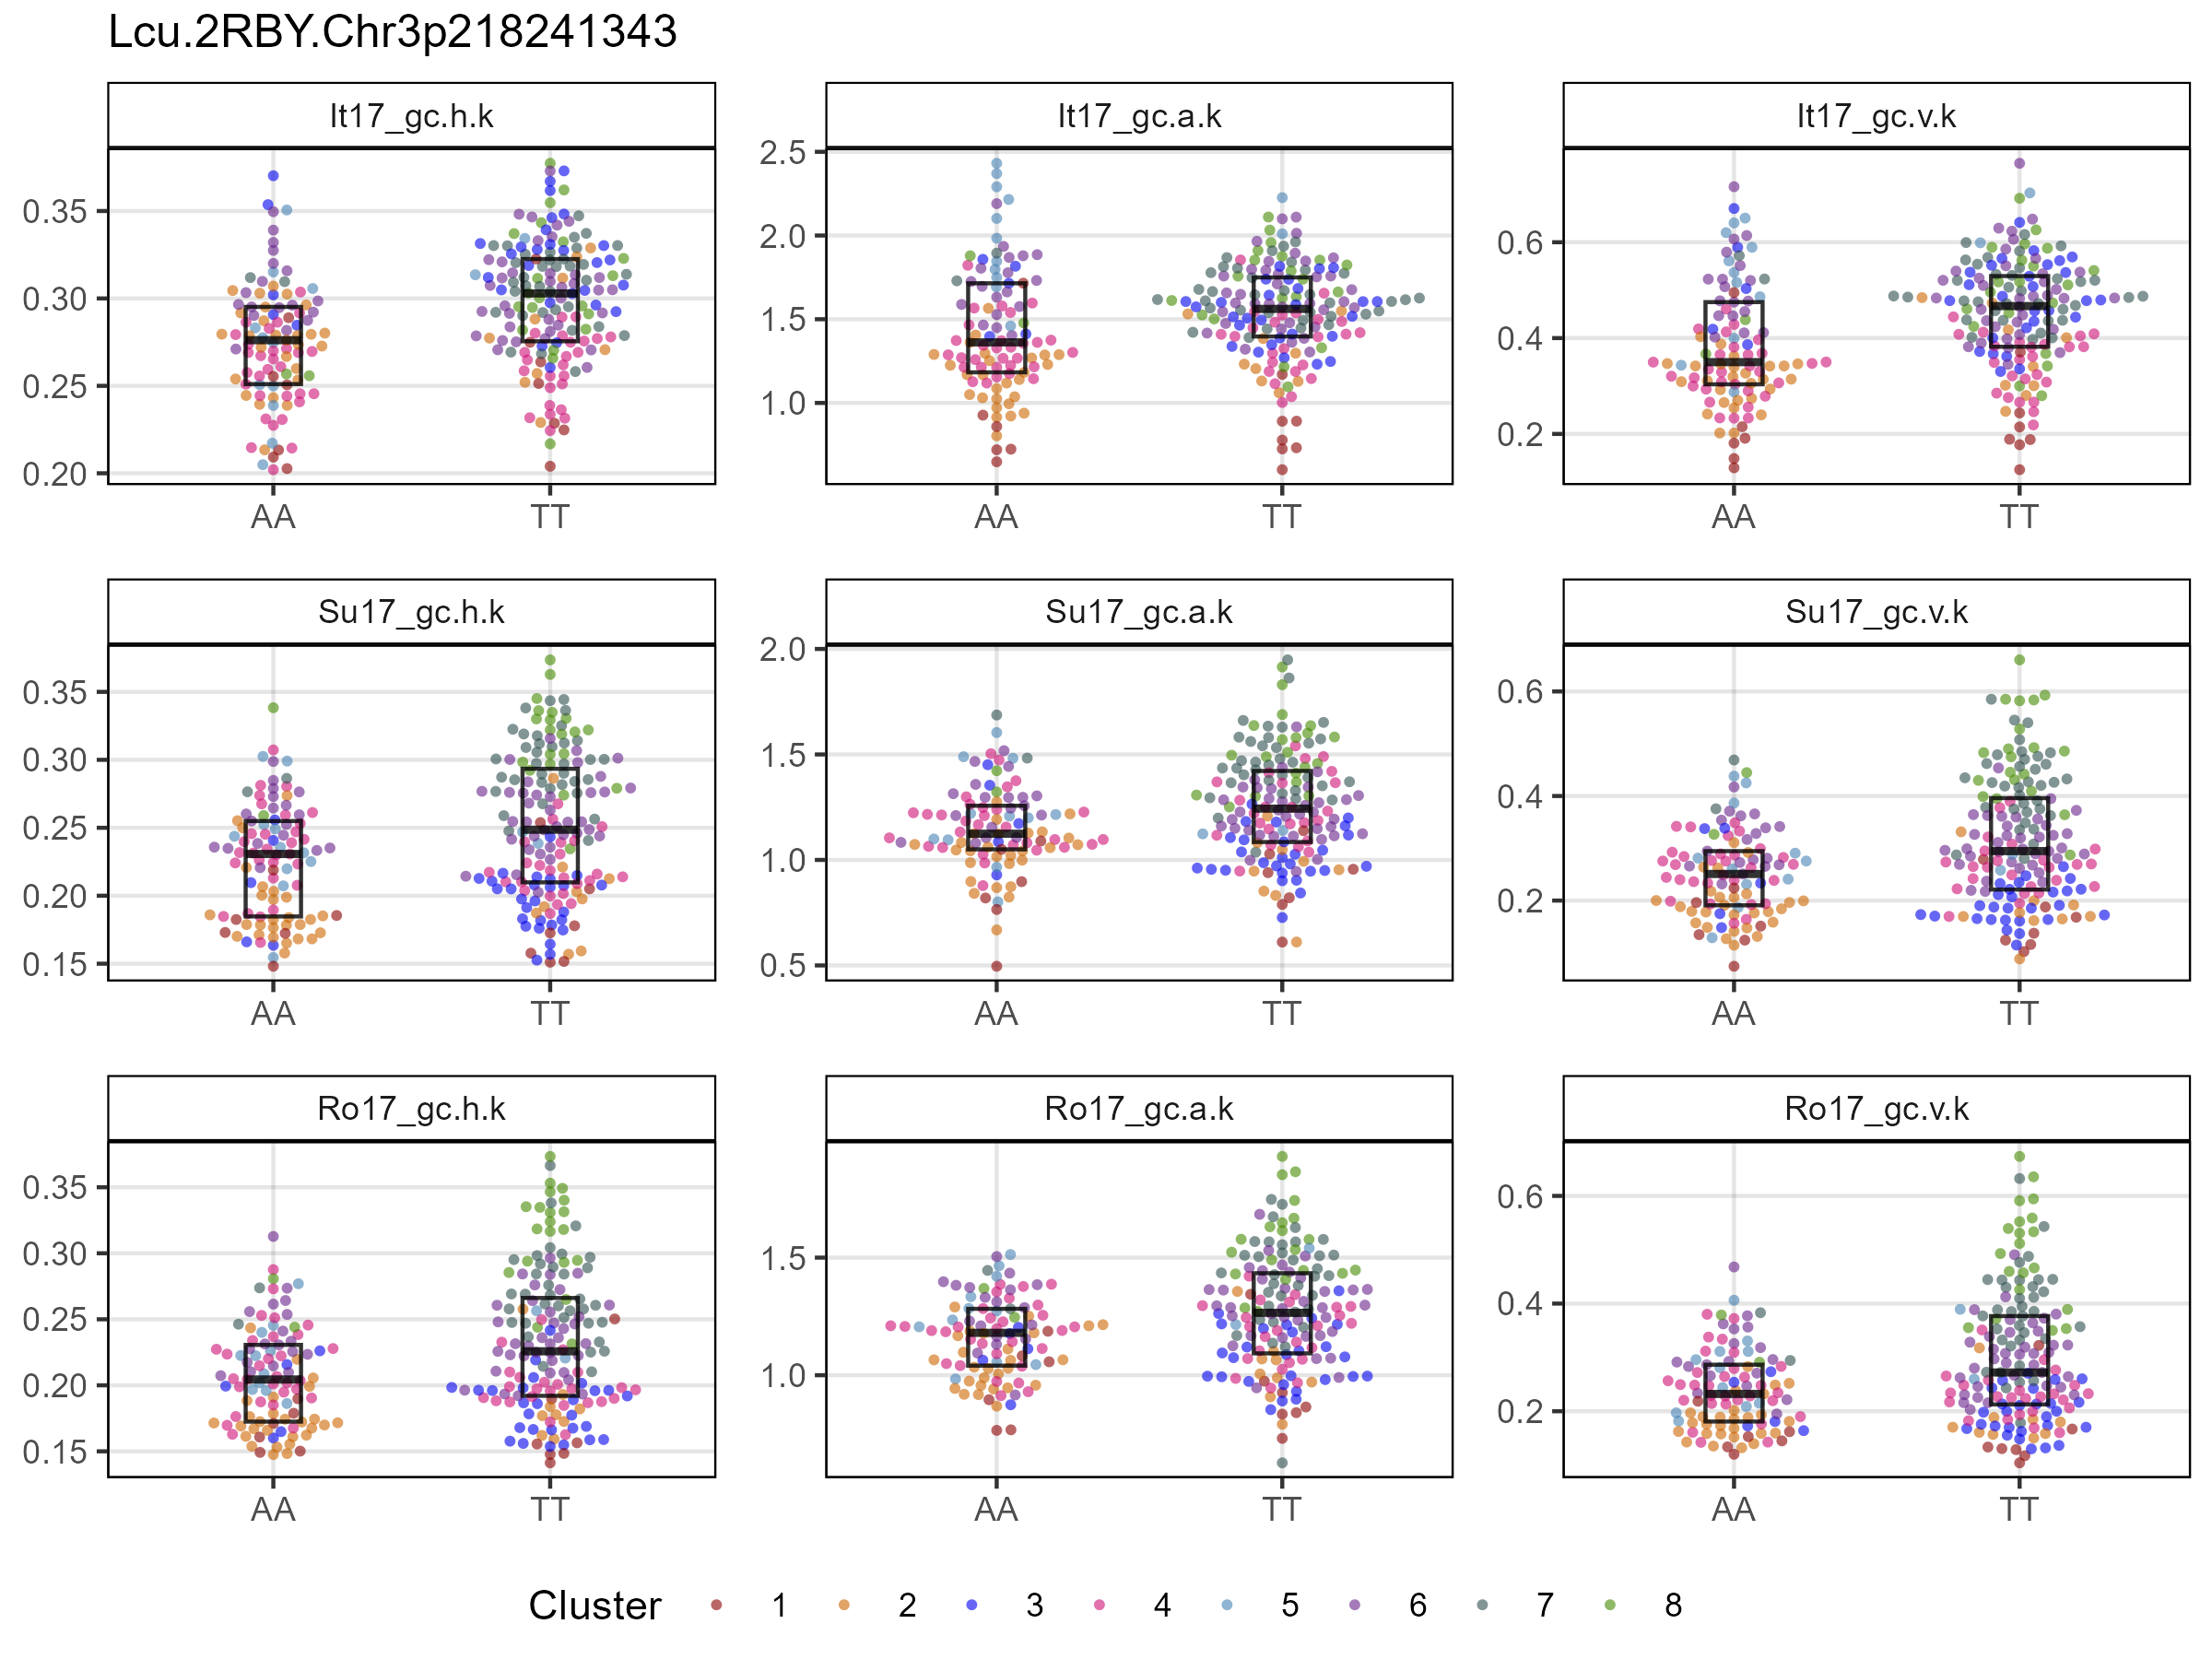 Lcu.2RBY.Chr3p218241343
It17_gc.h.k
It17_gc.a.k
It17_gc.v.k
0.35
0.30
0.25
0.20
2.5
2.0
1.5
1.0
0.6
0.4
0.2
AA TT
AA TT
AA TT
Su17_gc.h.k
Su17_gc.a.k
Su17_gc.v.k
0.35
0.30
0.25
0.20
0.15
2.0
1.5
1.0
0.5
0.6
0.4
0.2
AA TT
AA TT
AA TT
Ro17_gc.h.k
Ro17_gc.a.k
Ro17_gc.v.k
0.35
0.30
0.25
0.20
0.15
1.5
1.0
0.6
0.4
0.2
AA TT
AA TT
AA TT
Cluster 1 2 3 4 5 6 7 8